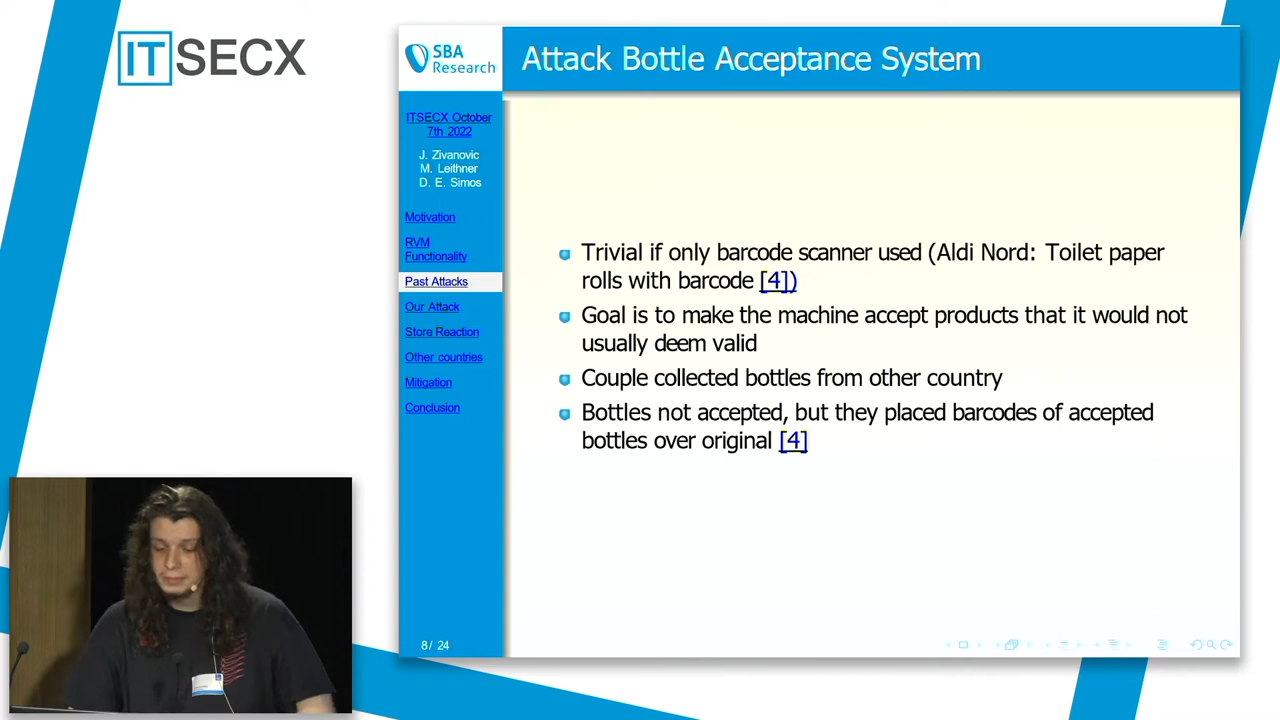 ITSECX
SBA
Research
Attack Bottle Acceptance System
ITSECX October
7th 2022
J. Zivanovic
M. Leithner
D. E. Simos
Motivation
RVM
Functionality
Past Attacks
Our Attack
Store Reaction
Other countries
Mitigation
Conclusion
Trivial if only barcode scanner used (Aldi Nord: Toilet paper
rolls with barcode [4])
Goal is to make the machine accept products that it would not
usually deem valid
Couple collected bottles from other country
Bottles not accepted, but they placed barcodes of accepted
bottles over original [4]
8/ 24